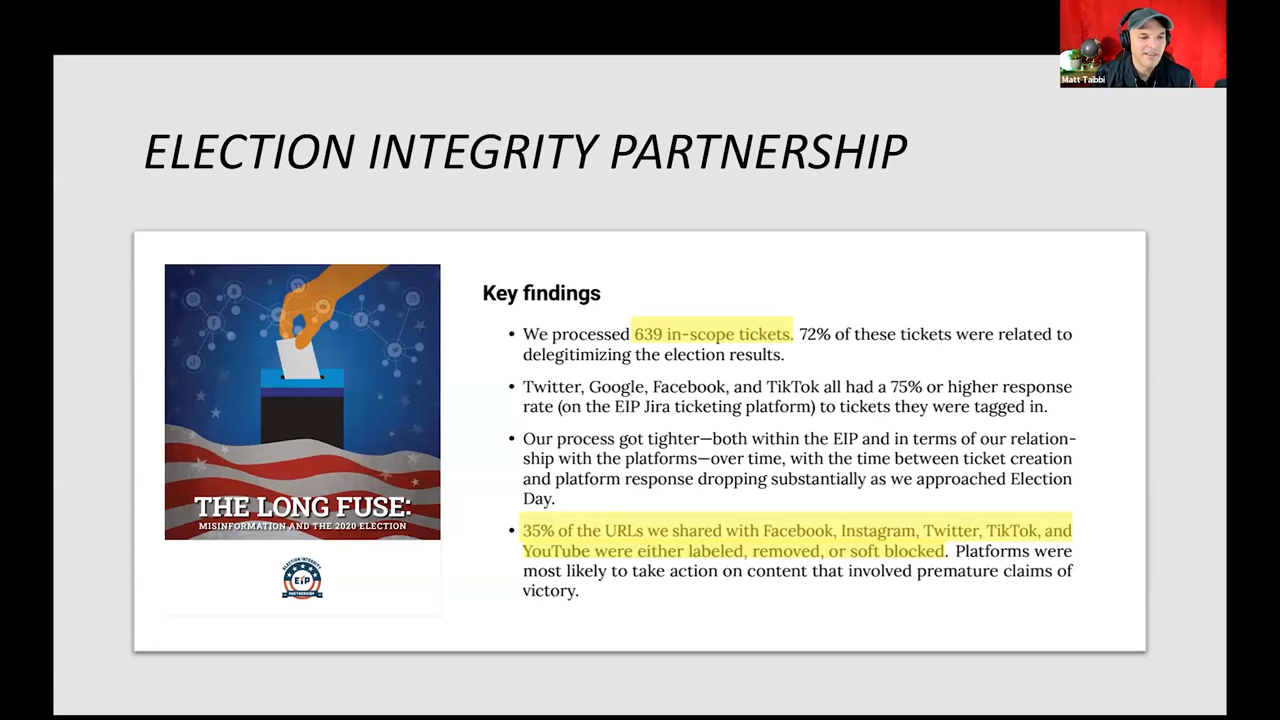 Matt Taibbi
ELECTION INTEGRITY PARTNERSHIP
THE LONG FUSE:
MISINFORMATION AND THE 2020 ELECTION
ELECTION INTEGRITY
EIP
PARTNERSHIP
Key findings
• We processed 639 in-scope tickets. 72% of these tickets were related to
delegitimizing the election results.
• Twitter, Google, Facebook, and TikTok all had a 75% or higher response
rate (on the EIP Jira ticketing platform) to tickets they were tagged in.
• Our process got tighter—both within the EIP and in terms of our relation-
ship with the platforms—over time, with the time between ticket creation
and platform response dropping substantially as we approached Election
Day.
• 35% of the URLs we shared with Facebook, Instagram, Twitter, TikTok, and
YouTube were either labeled, removed, or soft blocked. Platforms were
most likely to take action on content that involved premature claims of
victory.